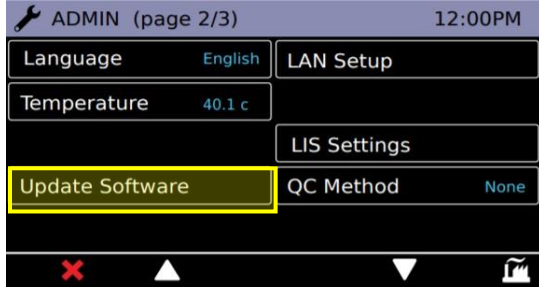 ADMIN (page 2/3) 12:00PM
Language English LAN Setup
Temperature 40.1 c
LIS Settings
Update Software QC Method None